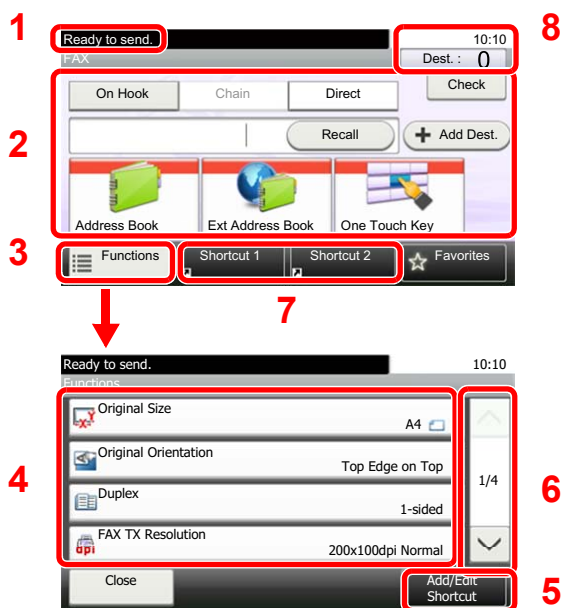 1
Ready to send.
10:10
8
FAX
Dest. : 0
On Hook
Chain
Direct
Check
2
Recall
Add Dest.
Address Book
Ext Address Book
One Touch Key
3
Functions
Shortcut 1
Shortcut 2
Favorites
7
Ready to send.
10:10
Functions
Original Size
A4
Original Orientation
Top Edge on Top
4
1/4
6
Duplex
1-sided
FAX TX Resolution
dpi
200x100dpi Normal
Close
Add/Edit
Shortcut
5